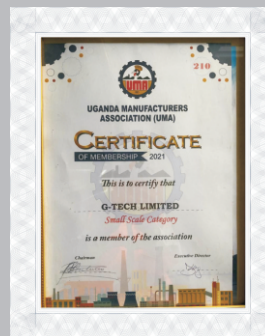 210
UMA
UGANDA MANUFACTURERS
ASSOCIATION (UMA)
CERTIFICATE
OF MEMBERSHIP 2021
This is to certify that
G-TECH LIMITED
Small Scale Category
is a member of the association
Chairman Executive Director